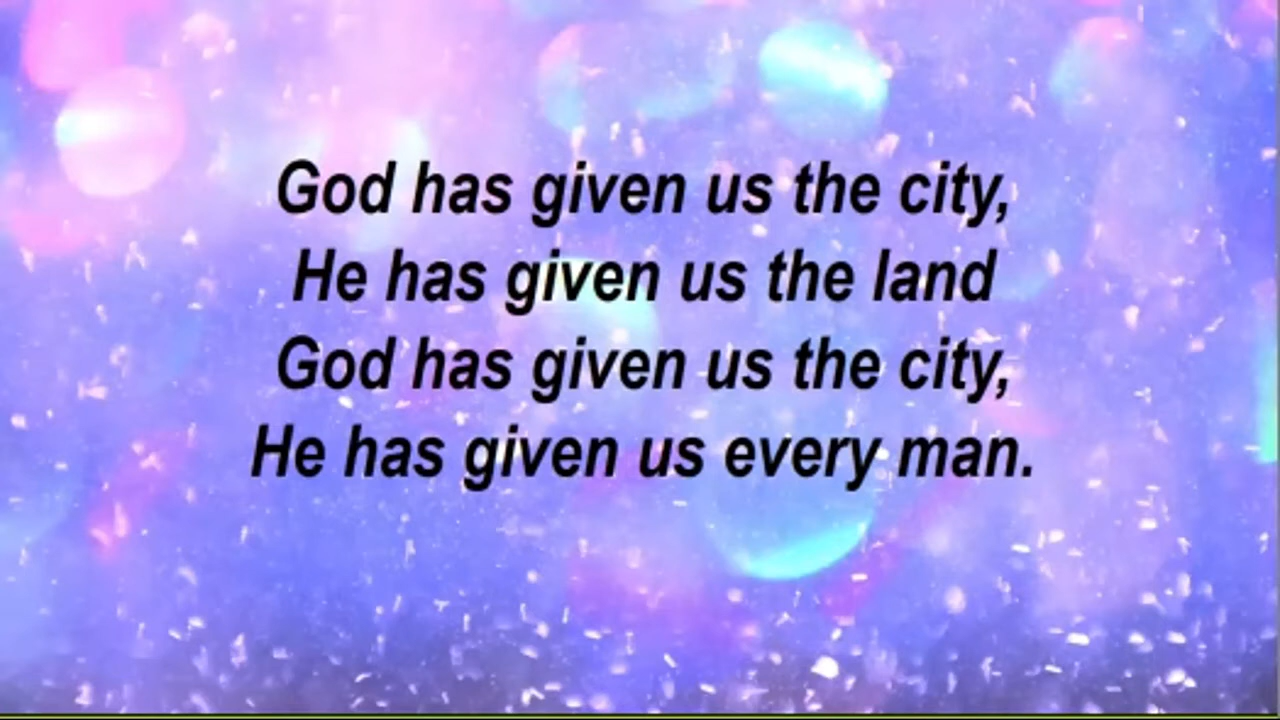 God has given us the city,
He has given us the land
God has given us the city,
He has given us every man.